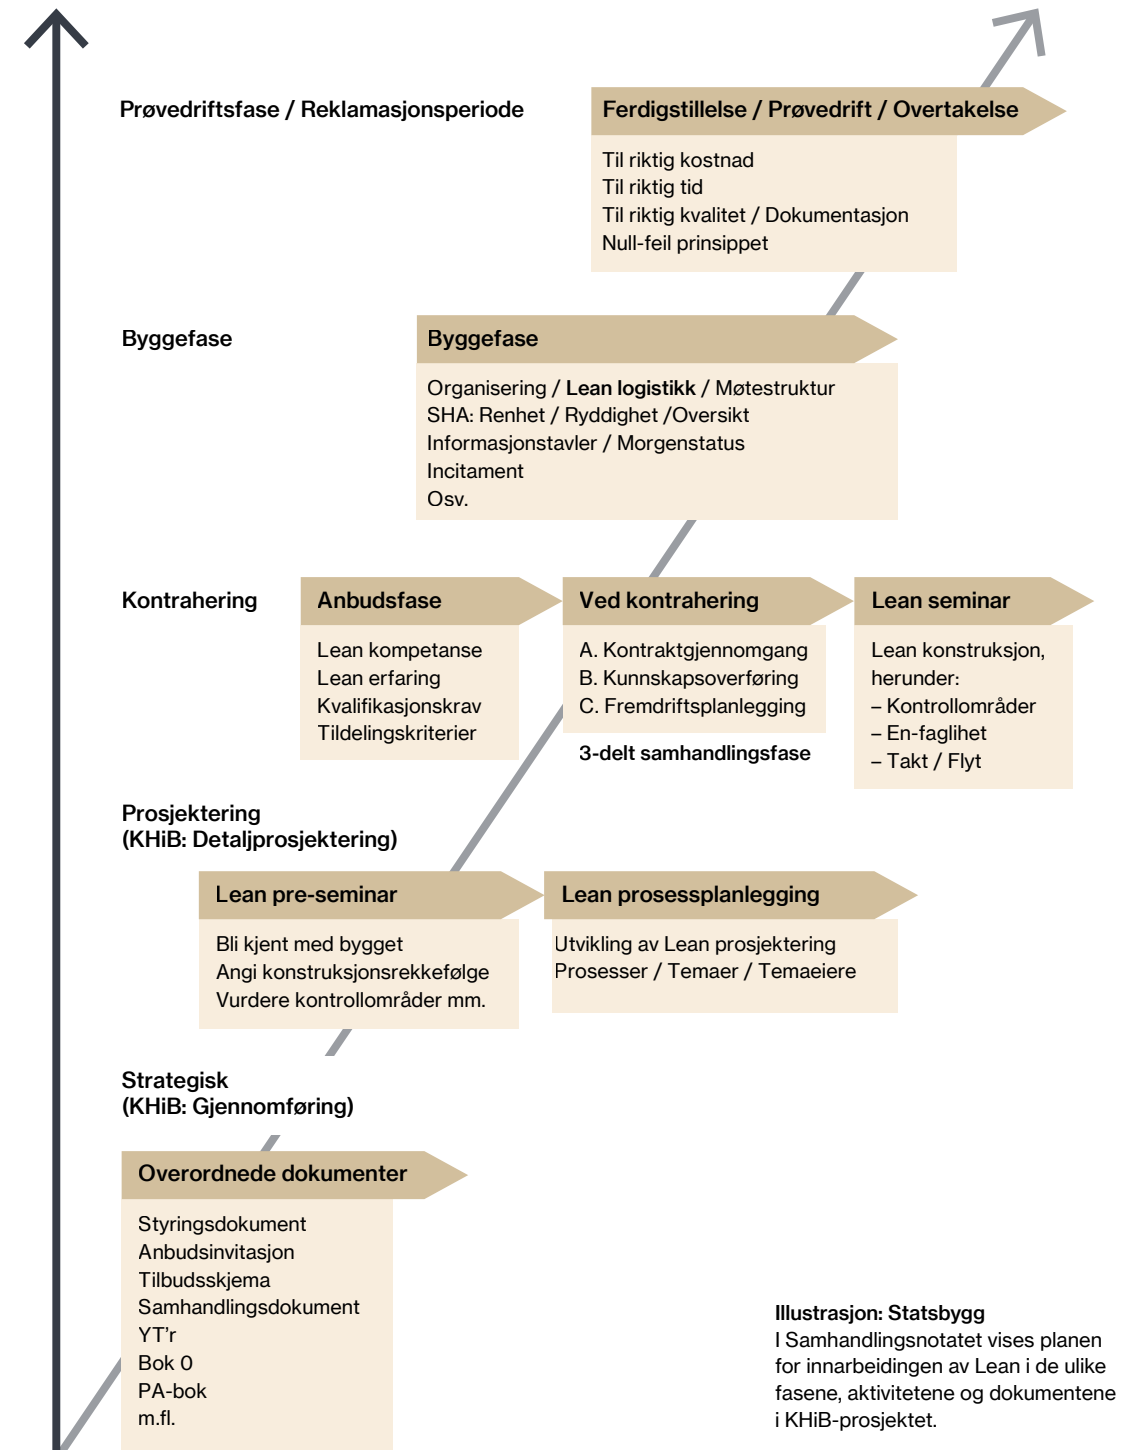 Prøvedriftsfase / Reklamasjonsperiode
Ferdigstillelse / Prøvedrift / Overtakelse
Til riktig kostnad
Til riktig tid
Til riktig kvalitet / Dokumentasjon
Null-feil prinsippet
Byggefase
Byggefase
Organisering / Lean logistikk / Møtestruktur
SHA: Renhet / Ryddighet /Oversikt
Informasjonstavler / Morgenstatus
Incitament
Osv.
Kontrahering
Anbudsfase
Lean kompetanse
Lean erfaring
Kvalifikasjonskrav
Tildelingskriterier
Ved kontrahering
A. Kontraktgjennomgang
B. Kunnskapsoverføring
C. Fremdriftsplanlegging
3-delt samhandlingsfase
Lean seminar
Lean konstruksjon,
herunder:
– Kontrollområder
– En-faglihet
– Takt / Flyt
Prosjektering
(KHiB: Detaljprosjektering)
Lean pre-seminar
Bli kjent med bygget
Angi konstruksjonsrekkefølge
Vurdere kontrollområder mm.
Lean prosessplanlegging
Utvikling av Lean prosjektering
Prosesser / Temaer / Temaeiere
Strategisk
(KHiB: Gjennomføring)
Overordnede dokumenter
Styringsdokument
Anbudsinvitasjon
Tilbudsskjema
Samhandlingsdokument
YT’r
Bok 0
PA-bok
m.fl.
Illustrasjon: Statsbygg
I Samhandlingsnotatet vises planen
for innarbeidingen av Lean i de ulike
fasene, aktivitetene og dokumentene
i KHiB-prosjektet.